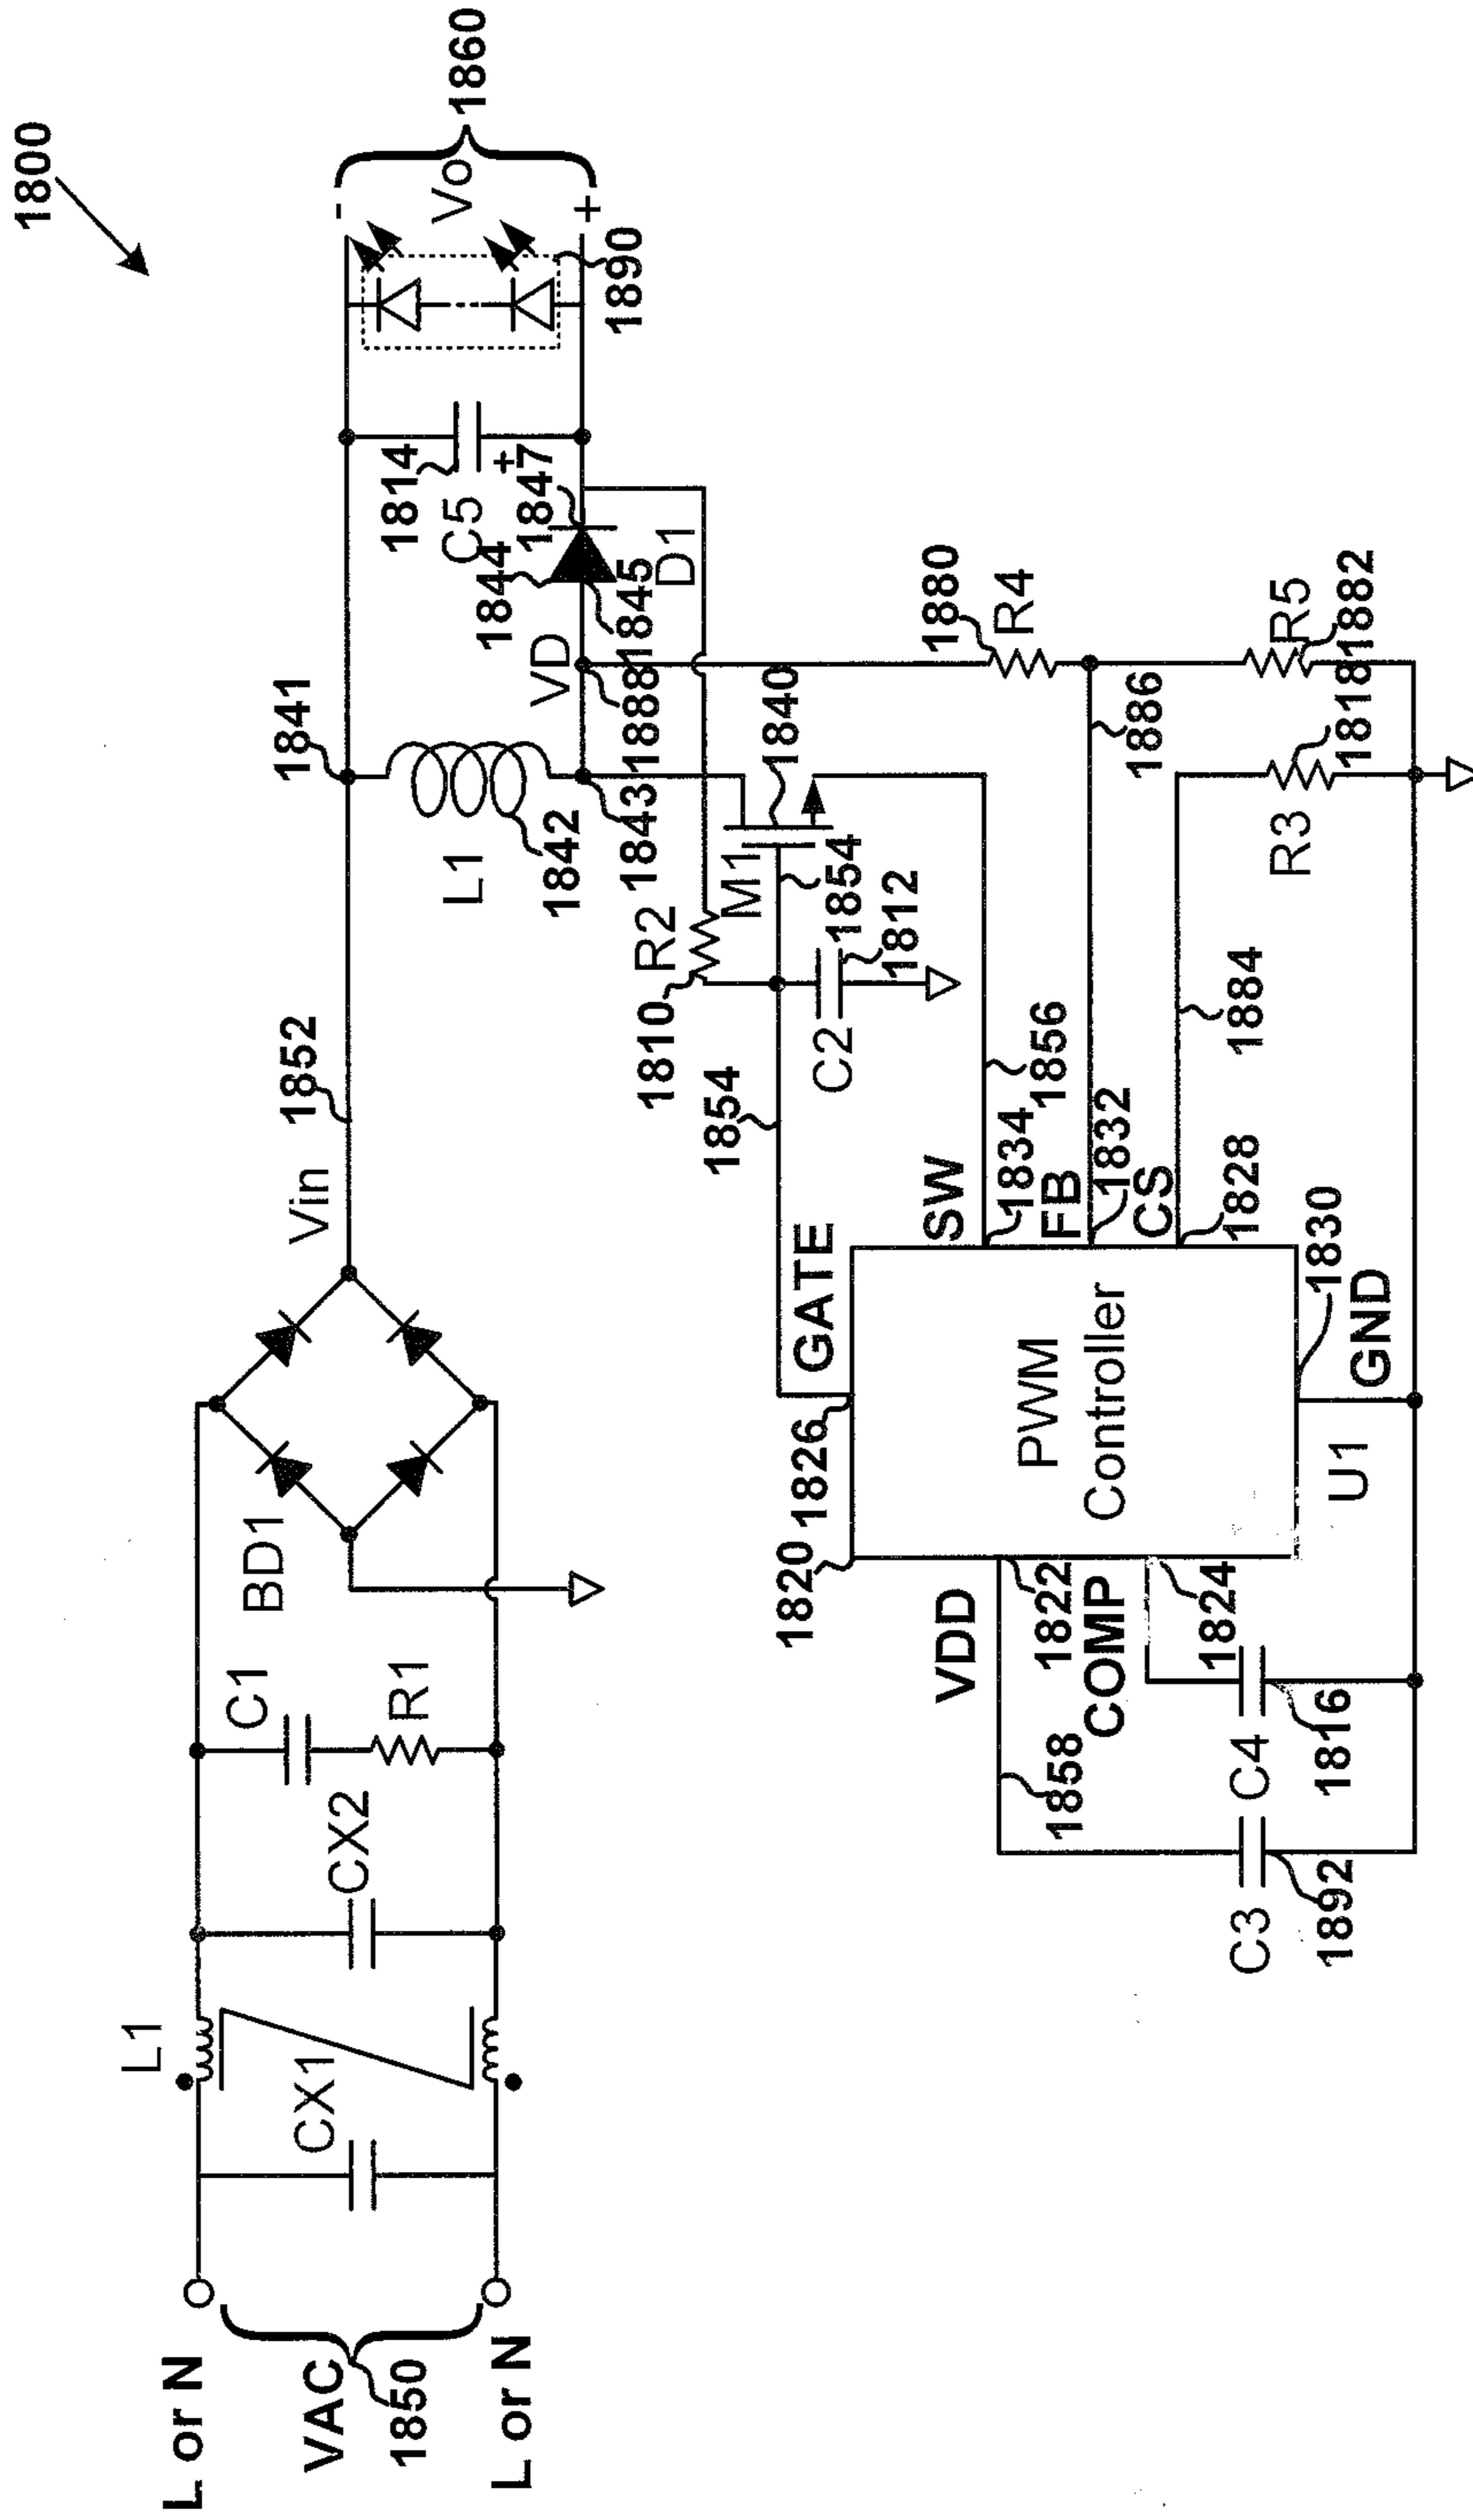 1800
L or N
VAC
1850
L or N
L1
CX1
CX2
C1
R1
BD1
Vin
1852
1841
L1
1842
1843
VD
1888
1844
1845
1847
D1
1814
C5
+
-
Vo
+
1860
1890
R2
1810
M1
1840
1854
1812
C2
1854
GATE
1826
1820
SW
1834
1856
FB
1832
CS
1828
1830
GND
PWM
Controller
U1
VDD
1822
COMP
1824
1858
C4
1816
C3
1892
1880
R4
1886
R5
1882
1818
R3
1884